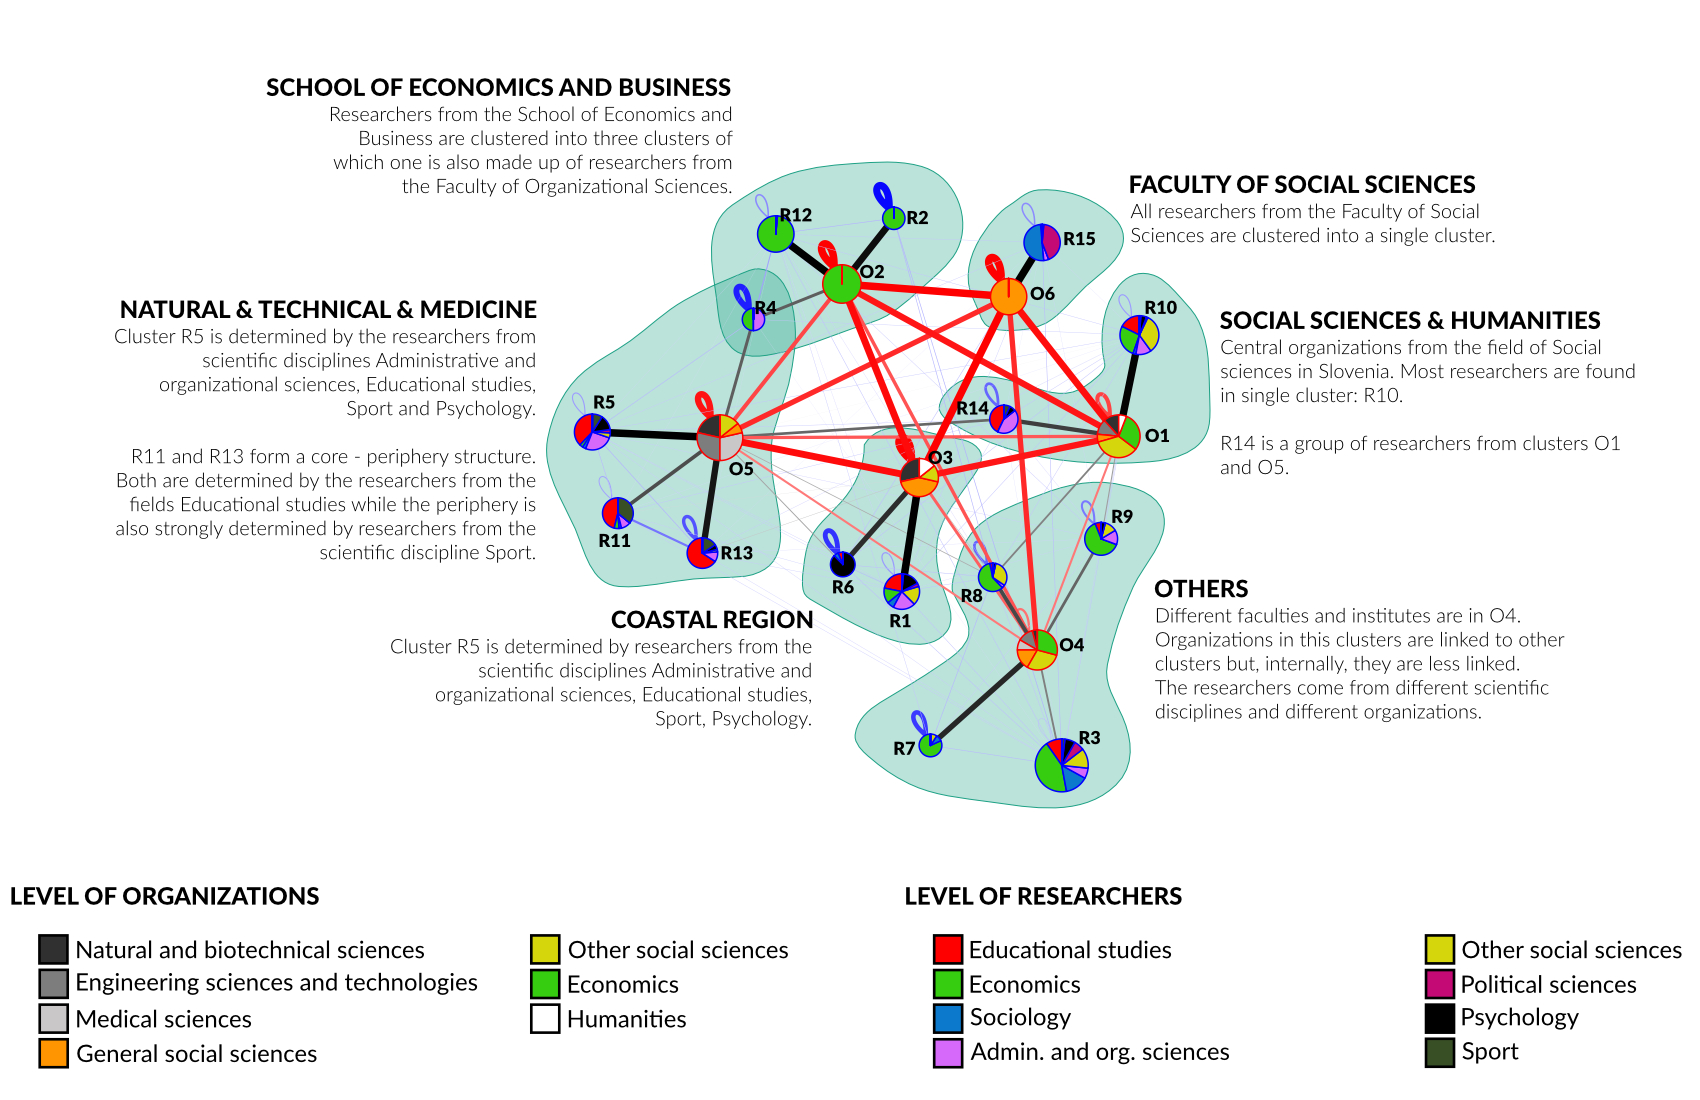 SCHOOL OF ECONOMICS AND BUSINESS
Researchers from the School of Economics and
Business are clustered into three clusters of
which one is also made up of researchers from
the Faculty of Organizational Sciences.
FACULTY OF SOCIAL SCIENCES
All researchers from the Faculty of Social
Sciences are clustered into a single cluster.
NATURAL & TECHNICAL & MEDICINE
Cluster R5 is determined by the researchers from
scientific disciplines Administrative and
organizational sciences, Educational studies,
Sport and Psychology.
R11 and R13 form a core - periphery structure.
Both are determined by the researchers from the
fields Educational studies while the periphery is
also strongly determined by researchers from the
scientific discipline Sport.
SOCIAL SCIENCES & HUMANITIES
Central organizations from the field of Social
sciences in Slovenia. Most researchers are found
in single cluster: R10.
R14 is a group of researchers from clusters O1
and O5.
COASTAL REGION
Cluster R5 is determined by researchers from the
scientific disciplines Administrative and
organizational sciences, Educational studies,
Sport, Psychology.
OTHERS
Different faculties and institutes are in O4.
Organizations in this clusters are linked to other
clusters but, internally, they are less linked.
The researchers come from different scientific
disciplines and different organizations.
R12
R2
R15
O2
O6
R4
R10
R5
R14
O1
O5
O3
R11
R13
R9
R6
R8
R1
O4
R7
R3
LEVEL OF ORGANIZATIONS
Natural and biotechnical sciences
Engineering sciences and technologies
Medical sciences
General social sciences
Other social sciences
Economics
Humanities
LEVEL OF RESEARCHERS
Educational studies
Economics
Sociology
Admin. and org. sciences
Other social sciences
Political sciences
Psychology
Sport